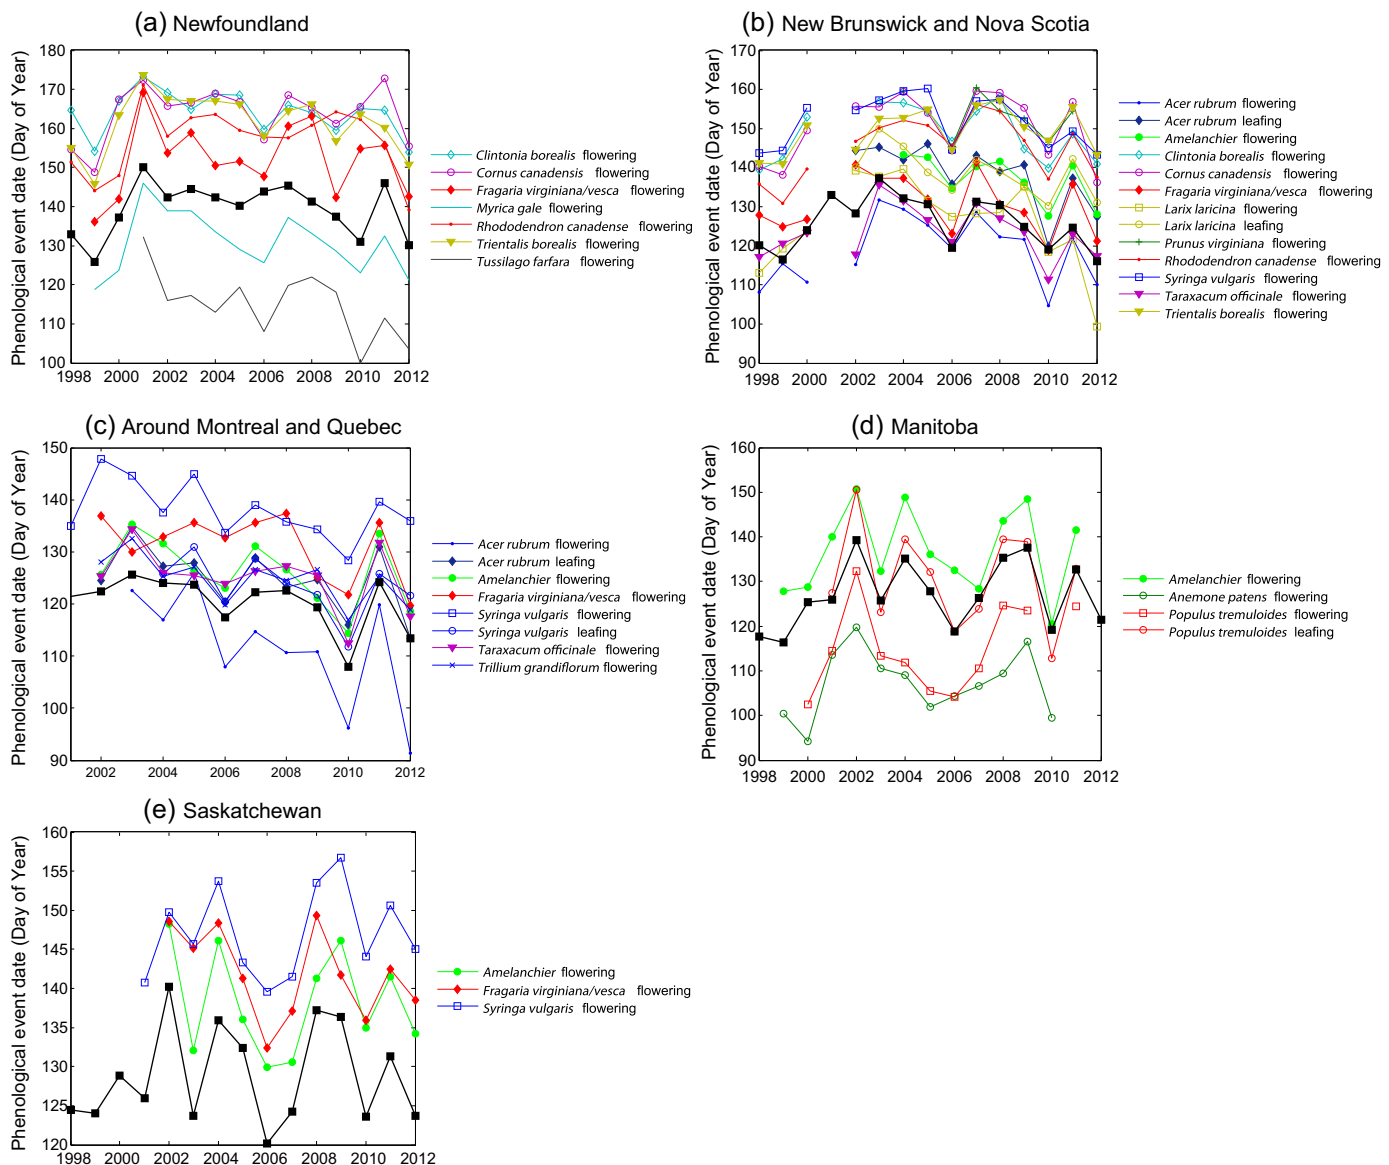 (a) Newfoundland
Phenological event date (Day of Year)
180
170
160
150
140
130
120
110
100
1998 2000 2002 2004 2006 2008 2010 2012
Clintonia borealis flowering
Cornus canadensis flowering
Fragaria virginiana/vesca flowering
Myrica gale flowering
Rhododendron canadense flowering
Trientalis borealis flowering
Tussilago farfara flowering
(b) New Brunswick and Nova Scotia
Phenological event date (Day of Year)
170
160
150
140
130
120
110
100
90
1998 2000 2002 2004 2006 2008 2010 2012
Acer rubrum flowering
Acer rubrum leafing
Amelanchier flowering
Clintonia borealis flowering
Cornus canadensis flowering
Fragaria virginiana/vesca flowering
Larix laricina flowering
Larix laricina leafing
Prunus virginiana flowering
Rhododendron canadense flowering
Syringa vulgaris flowering
Taraxacum officinale flowering
Trientalis borealis flowering
(c) Around Montreal and Quebec
Phenological event date (Day of Year)
150
140
130
120
110
100
90
2002 2004 2006 2008 2010 2012
Acer rubrum flowering
Acer rubrum leafing
Amelanchier flowering
Fragaria virginiana/vesca flowering
Syringa vulgaris flowering
Syringa vulgaris leafing
Taraxacum officinale flowering
Trillium grandiflorum flowering
(d) Manitoba
Phenological event date (Day of Year)
160
150
140
130
120
110
100
90
1998 2000 2002 2004 2006 2008 2010 2012
Amelanchier flowering
Anemone patens flowering
Populus tremuloides flowering
Populus tremuloides leafing
(e) Saskatchewan
Phenological event date (Day of Year)
160
155
150
145
140
135
130
125
120
1998 2000 2002 2004 2006 2008 2010 2012
Amelanchier flowering
Fragaria virginiana/vesca flowering
Syringa vulgaris flowering